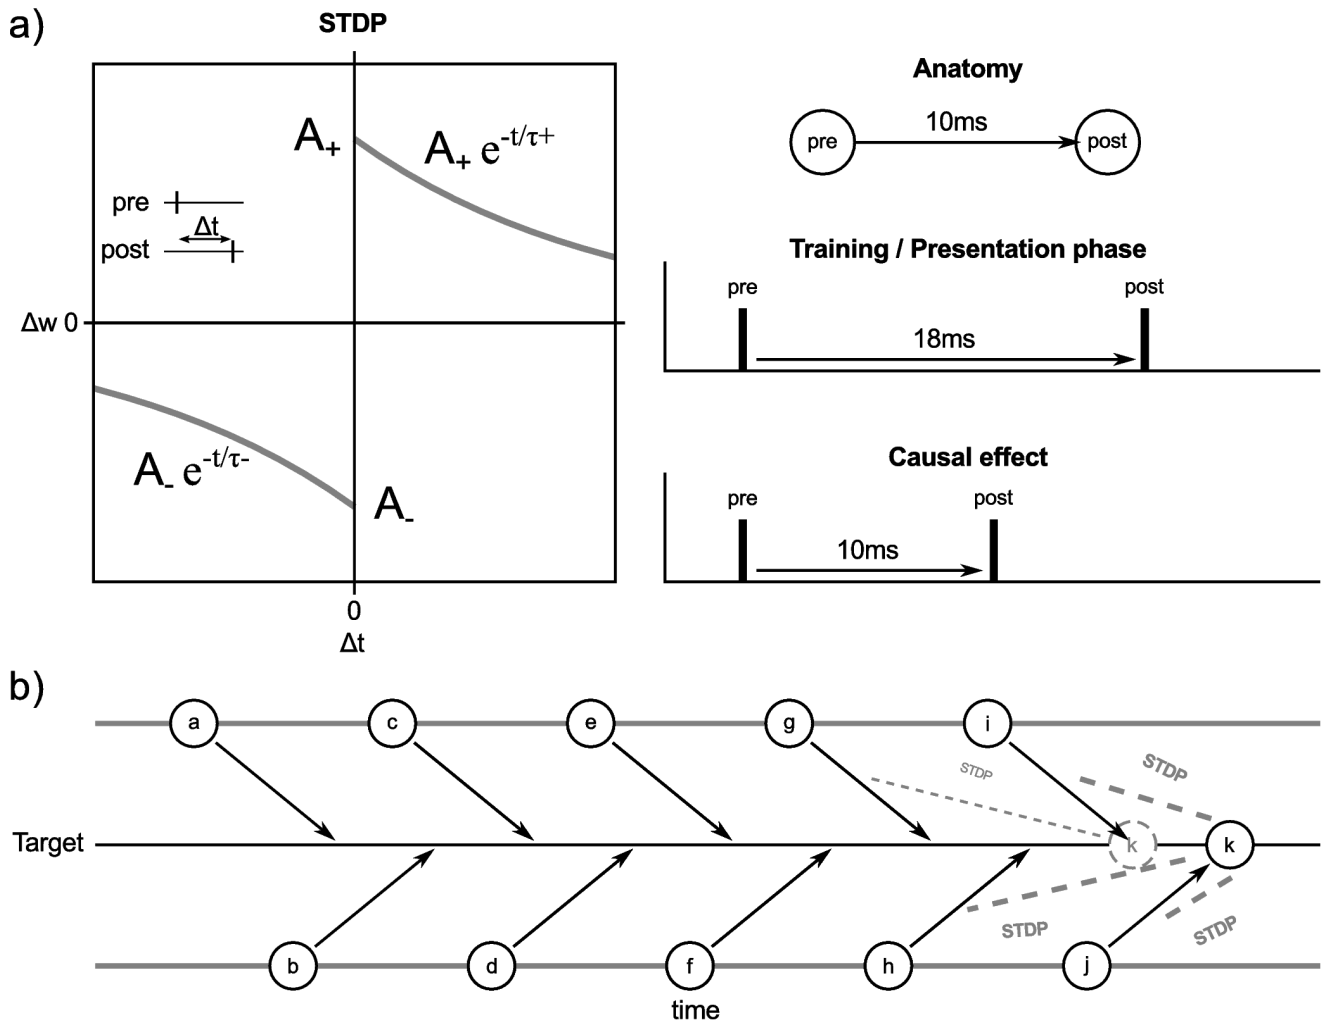 a)
STDP
A+
A+ e-t/τ+
pre
Δt
post
Δw 0
A- e-t/τ-
A-
0
Δt
Anatomy
pre
10ms
post
Training / Presentation phase
pre
post
18ms
Causal effect
pre
post
10ms
b)
a
c
e
g
i
STDP
STDP
Target
k
k
STDP
STDP
b
d
f
h
j
time